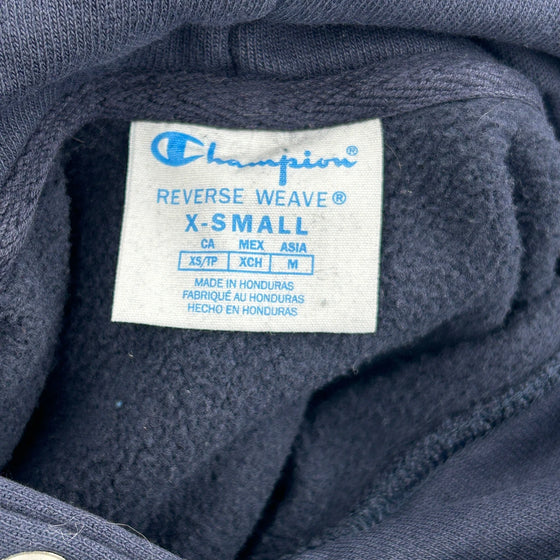 Champion®
REVERSE WEAVE®
X-SMALL
CA MEX ASIA
XS/TP XCH M
MADE IN HONDURAS
FABRIQUÉ AU HONDURAS
HECHO EN HONDURAS